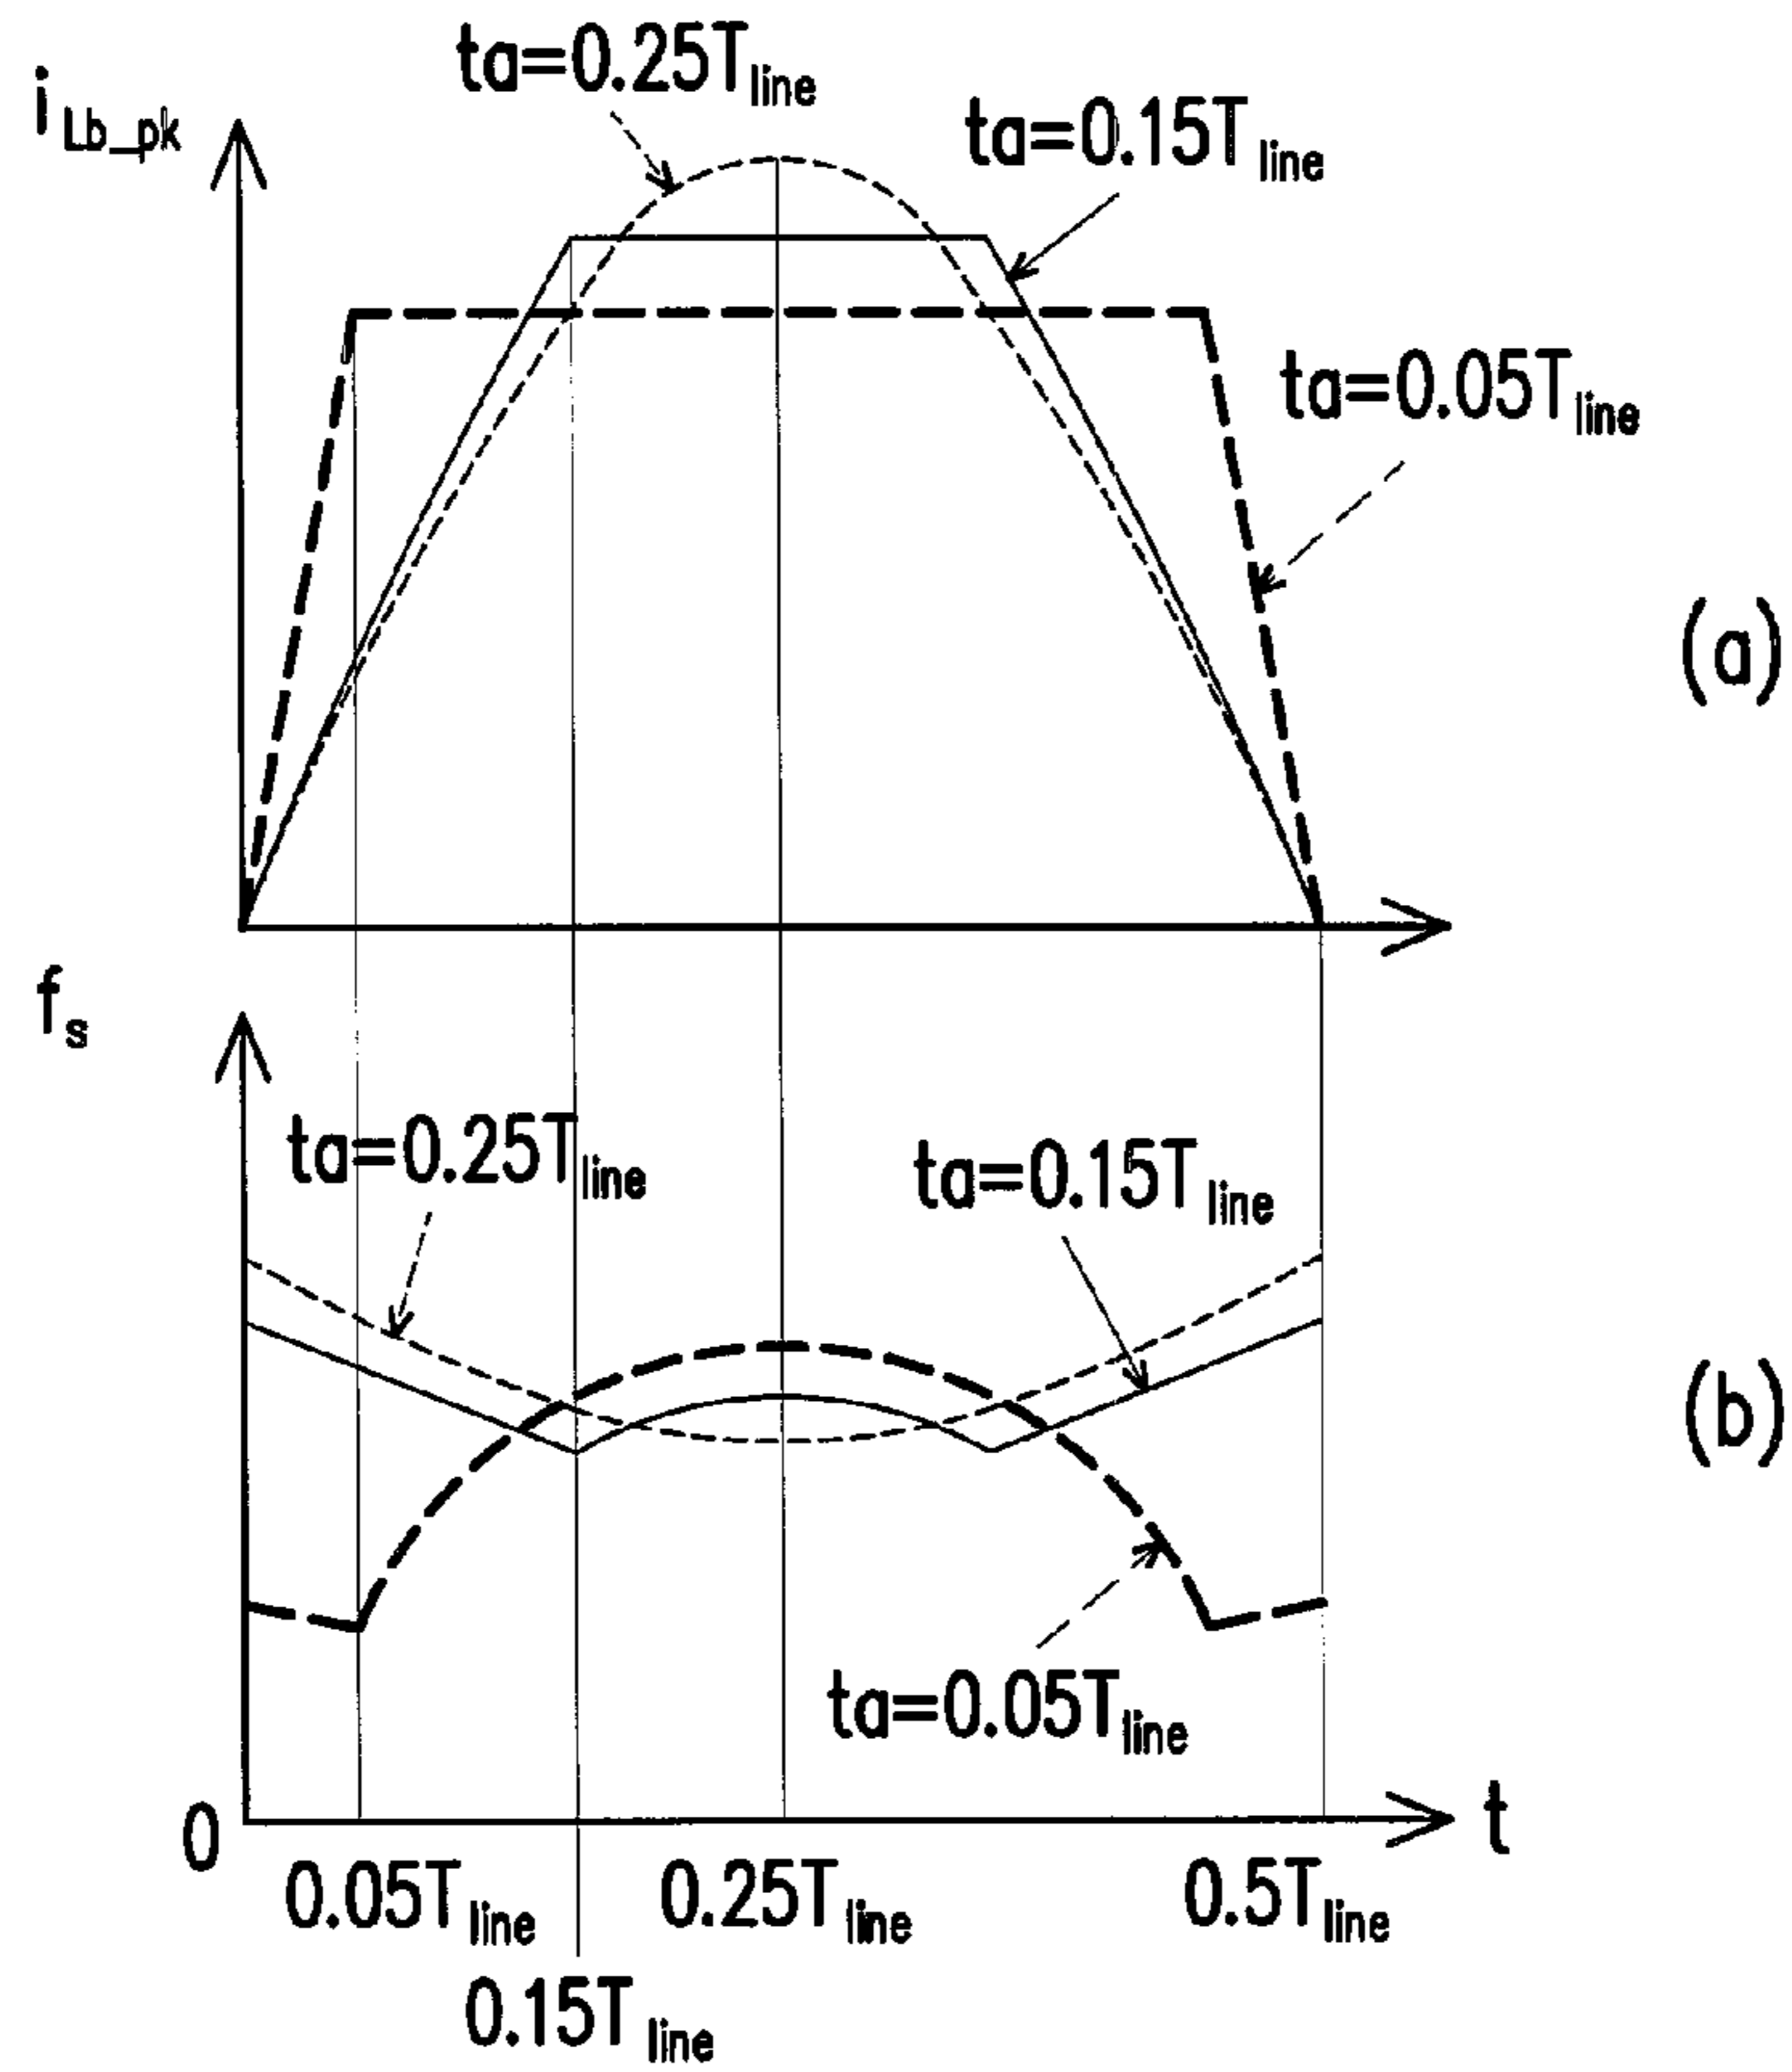 ta=0.25Tline
iLb_pk
ta=0.15Tline
ta=0.05Tline
(a)
fs
ta=0.25Tline
ta=0.15Tline
(b)
ta=0.05Tline
0
t
0.05Tline
0.25Tline
0.5Tline
0.15Tline